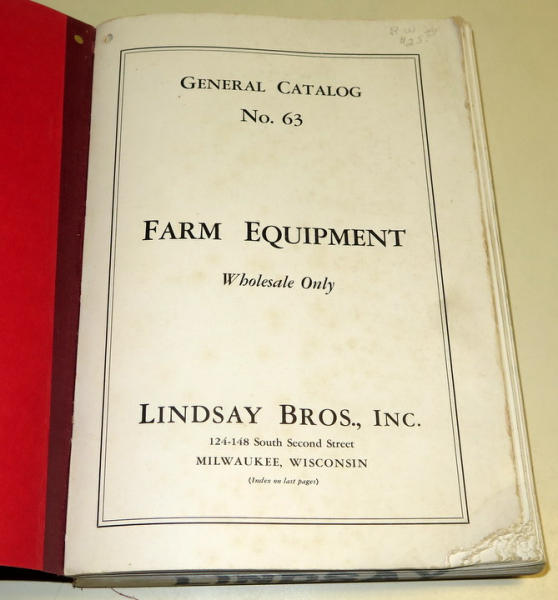 GENERAL CATALOG
No. 63
FARM EQUIPMENT
Wholesale Only
LINDSAY BROS., INC.
124-148 South Second Street
MILWAUKEE, WISCONSIN
(Index on last pages)